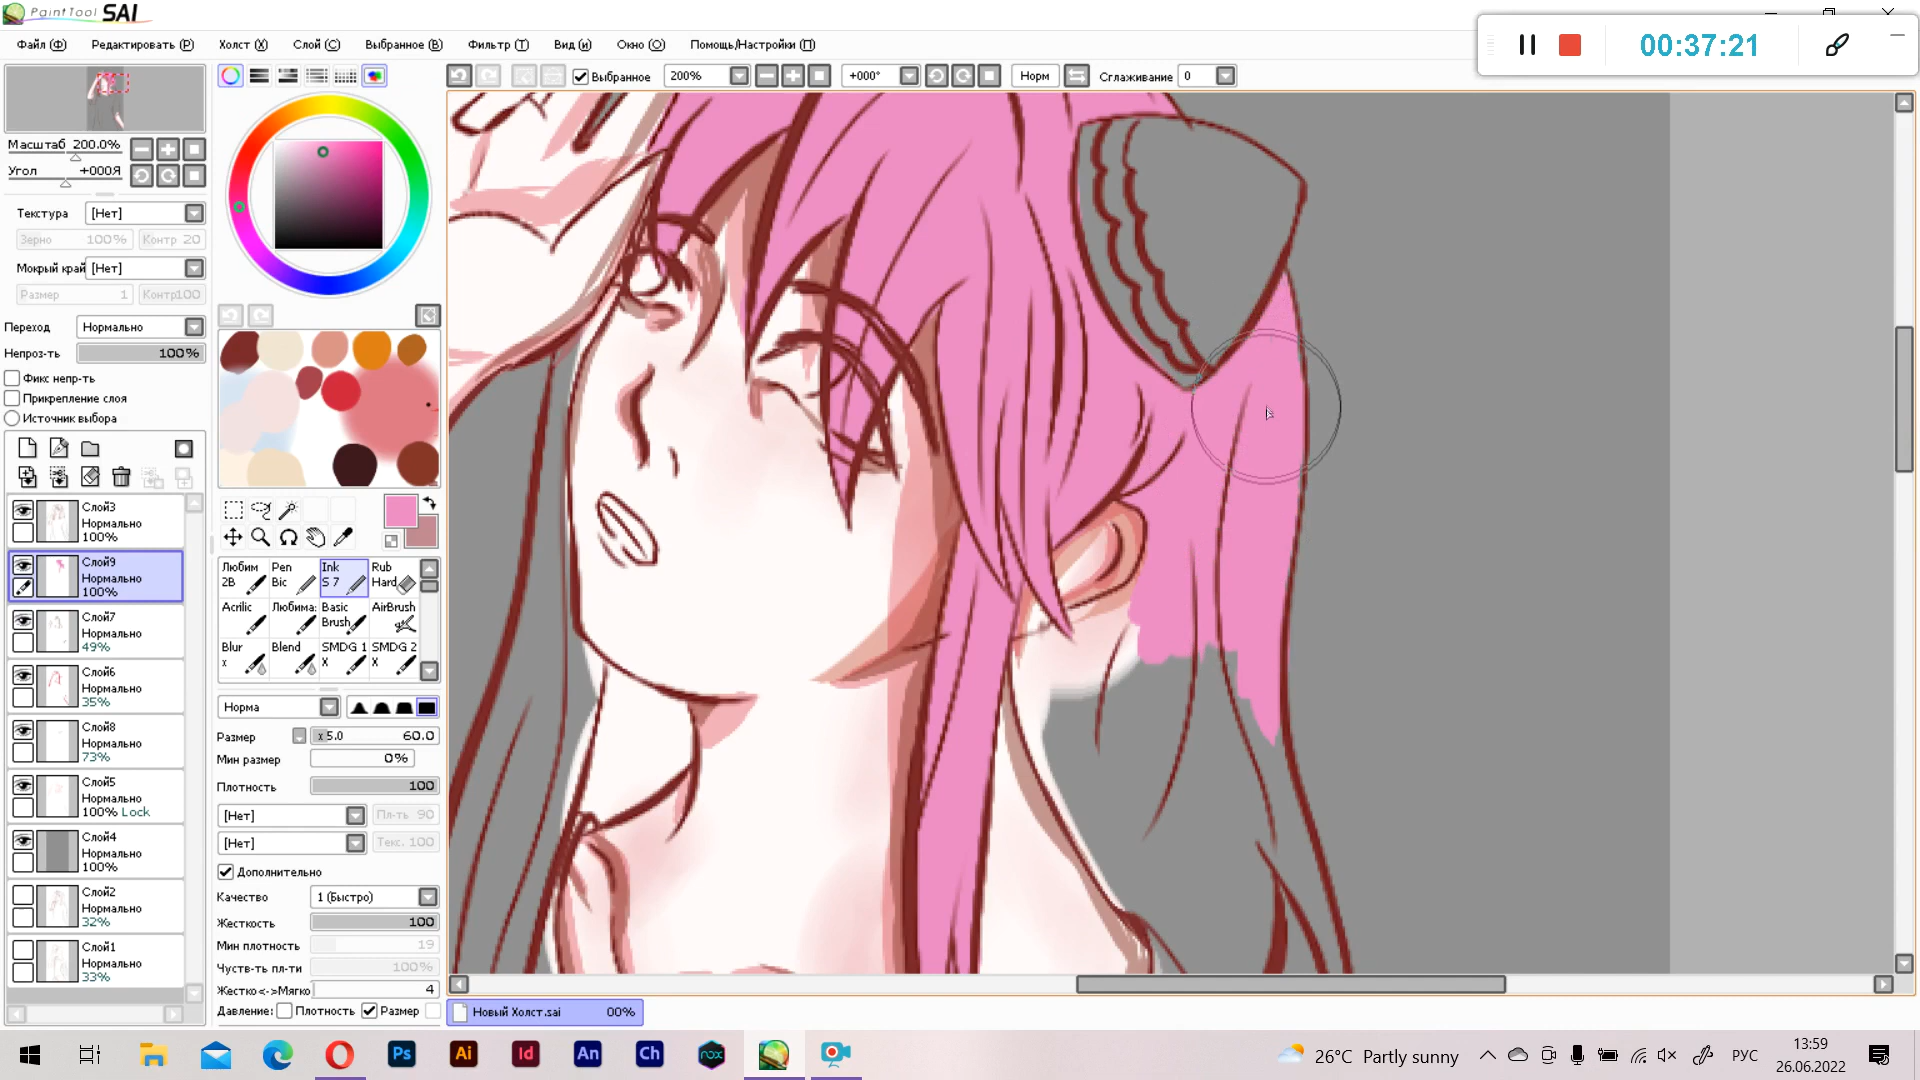 PaintTool SAI
Файл (Ф) Редактировать (Р) Холст (X) Слой (С) Выбранное (В) Фильтр (Т) Вид (и) Окно (О) Помощь/Настройки (П)
00:37:21
Выбранное 200% +000° Норм Сглаживание 0
Масштаб 200.0%
Угол +000Я
Текстура [Нет]
Зерно 100% Контр 20
Мокрый край [Нет]
Размер 1 Контр100
Переход Нормально
Непроз-ть 100%
Фикс непр-ть
Прикрепление слоя
Источник выбора
Слой3
Нормально
100%
Слой9
Нормально
100%
Слой7
Нормально
49%
Слой6
Нормально
35%
Слой8
Нормально
73%
Слой5
Нормально
100% Lock
Слой4
Нормально
100%
Слой2
Нормально
32%
Слой1
Нормально
33%
Любим 2B
Pen Bic
Ink S 7
Rub Hard
Acrilic
Любима:
Basic Brush
AirBrush
Blur x
Blend
SMDG 1 X
SMDG 2 X
Норма
Размер x 5.0 60.0
Мин размер 0%
Плотность 100
[Нет] Пл-ть 90
[Нет] Текс. 100
Дополнительно
Качество 1 (Быстро)
Жесткость 100
Мин плотность 19
Чуств-ть пл-ти 100%
Жестко<->Мягко 4
Давление: Плотность Размер
Новый Холст.sai 00%
Ps Ai Id An Ch nox
26°C Partly sunny
РУС
13:59
26.06.2022